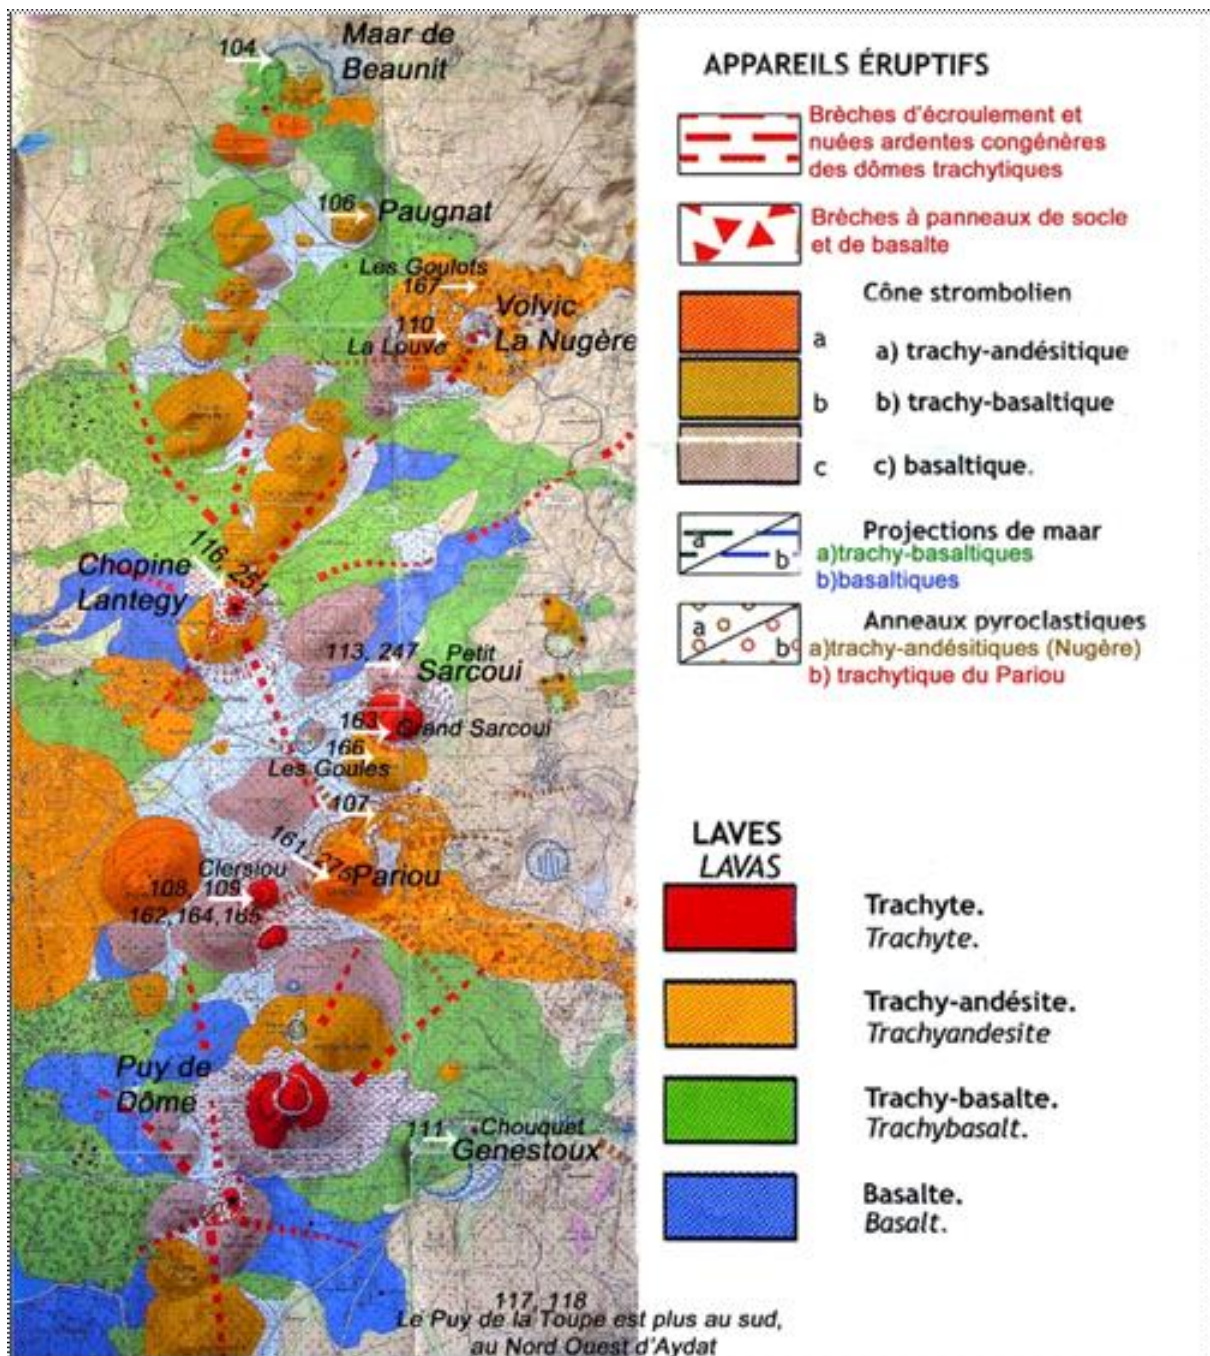 104
Maar de
Beaunit
106
Paugnat
Les Goulots
167
Volvic
110
La Nugère
La Louve
116, 251
Chopine
Lantegy
113, 247
Petit
Sarcoui
163
Grand Sarcoui
166
Les Goules
107
161, 275
Pariou
Clersiou
108, 109
162, 164, 165
Puy de
Dôme
111
Chouquet
Genestoux
117, 118
Le Puy de la Toupe est plus au sud,
au Nord Ouest d'Aydat
APPAREILS ÉRUPTIFS
Brèches d'écroulement et
nuées ardentes congénères
des dômes trachytiques
Brèches à panneaux de socle
et de basalte
Cône strombolien
a
a) trachy-andésitique
b
b) trachy-basaltique
c
c) basaltique.
a
b
Projections de maar
a)trachy-basaltiques
b)basaltiques
a
b
Anneaux pyroclastiques
a)trachy-andésitiques (Nugère)
b) trachytique du Pariou
LAVES
LAVAS
Trachyte.
Trachyte.
Trachy-andésite.
Trachyandesite
Trachy-basalte.
Trachybasalt.
Basalte.
Basalt.